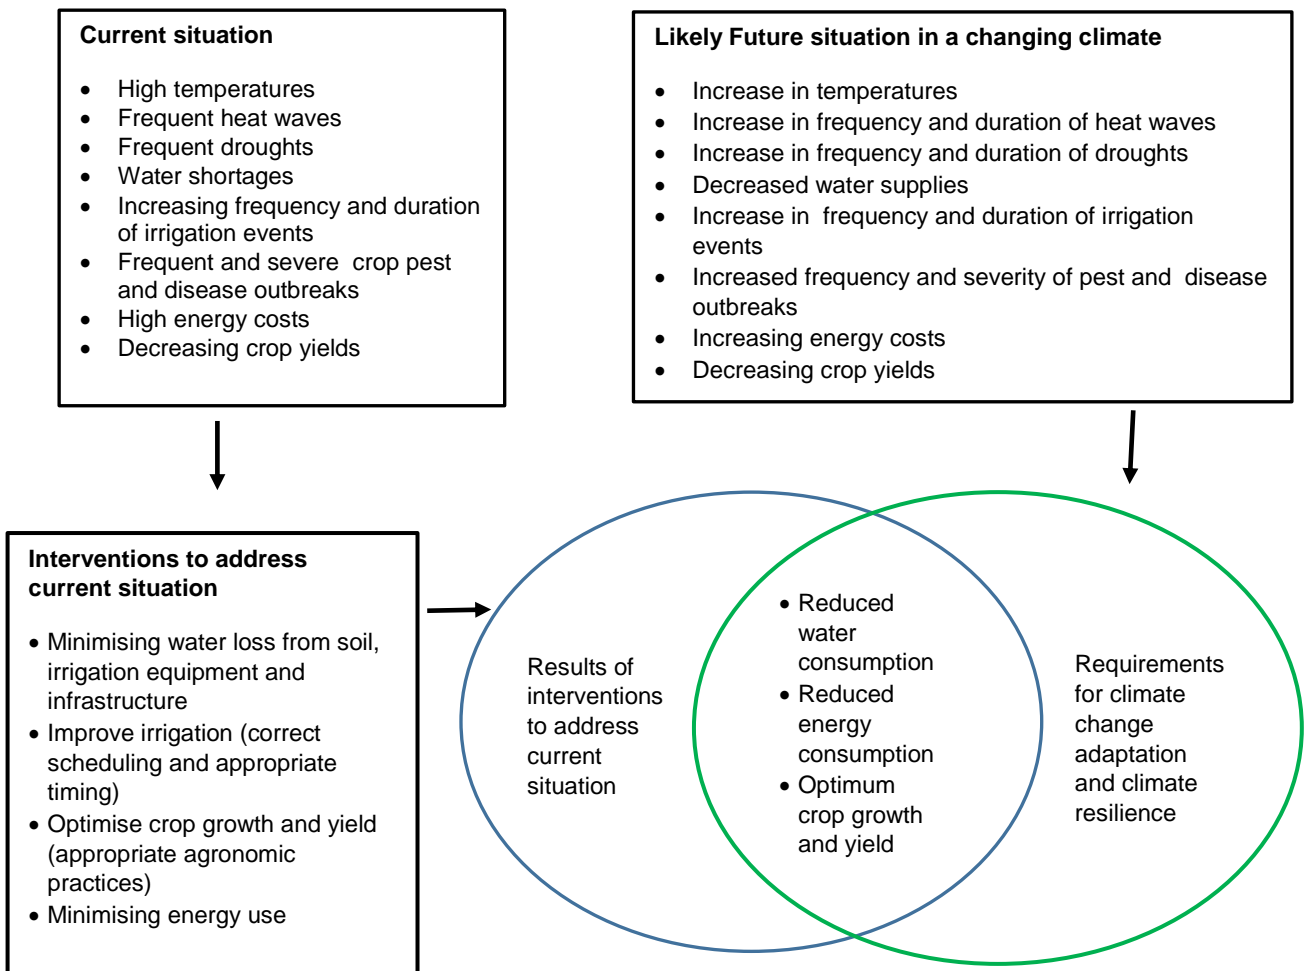 Current situation
• High temperatures
• Frequent heat waves
• Frequent droughts
• Water shortages
• Increasing frequency and duration
of irrigation events
• Frequent and severe crop pest
and disease outbreaks
• High energy costs
• Decreasing crop yields
Likely Future situation in a changing climate
• Increase in temperatures
• Increase in frequency and duration of heat waves
• Increase in frequency and duration of droughts
• Decreased water supplies
• Increase in frequency and duration of irrigation
events
• Increased frequency and severity of pest and disease
outbreaks
• Increasing energy costs
• Decreasing crop yields
Interventions to address
current situation
• Minimising water loss from soil,
irrigation equipment and
infrastructure
• Improve irrigation (correct
scheduling and appropriate
timing)
• Optimise crop growth and yield
(appropriate agronomic
practices)
• Minimising energy use
Results of
interventions
to address
current
situation
• Reduced
water
consumption
• Reduced
energy
consumption
• Optimum
crop growth
and yield
Requirements
for climate
change
adaptation
and climate
resilience